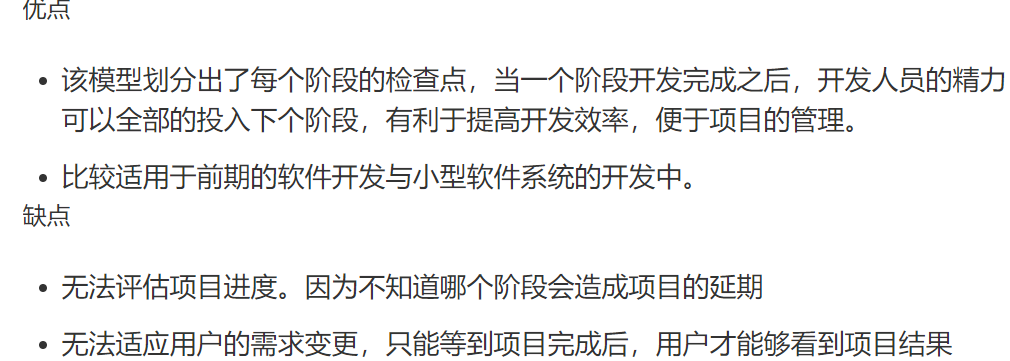 优点
• 该模型划分出了每个阶段的检查点，当一个阶段开发完成之后，开发人员的精力
可以全部的投入下个阶段，有利于提高开发效率，便于项目的管理。
• 比较适用于前期的软件开发与小型软件系统的开发中。
缺点
• 无法评估项目进度。因为不知道哪个阶段会造成项目的延期
• 无法适应用户的需求变更，只能等到项目完成后，用户才能够看到项目结果